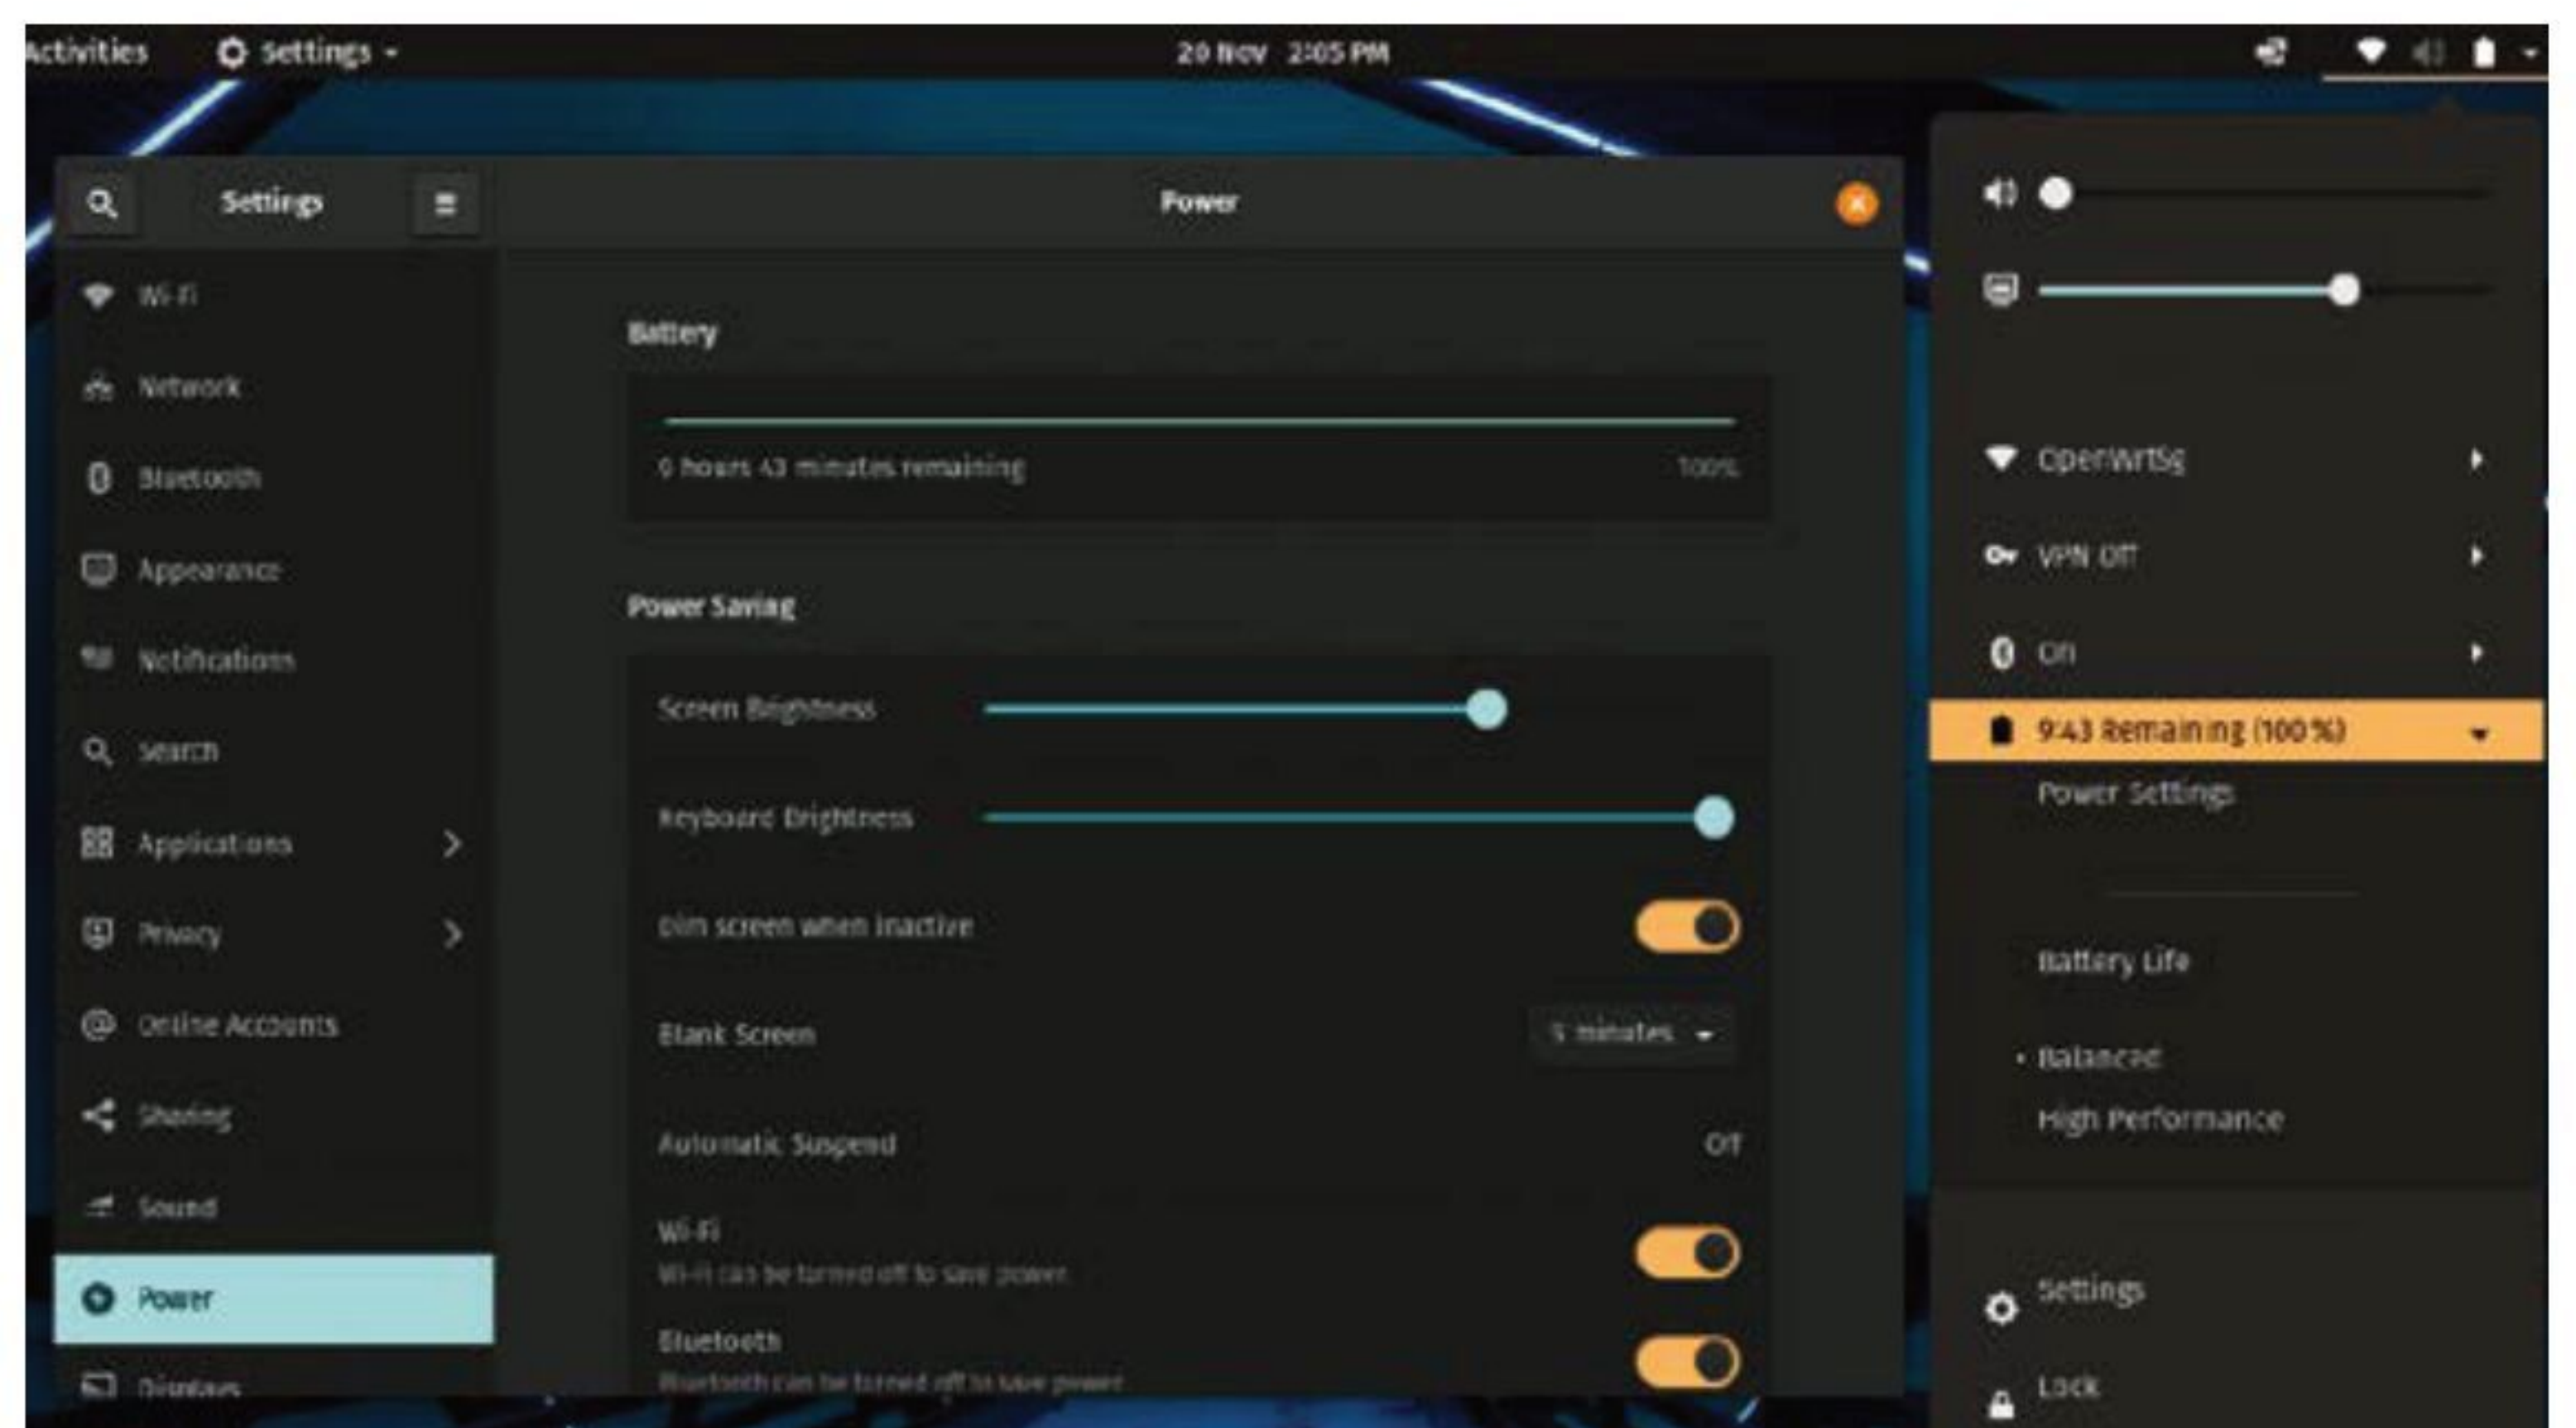 Activities Settings 20 Nov 2:05 PM
Settings
Wi-Fi
Network
Bluetooth
Appearance
Notifications
Search
Applications
Privacy
Online Accounts
Sharing
Sound
Power
Displays
Power
Battery
hours 43 minutes remaining 100%
Power Saving
Screen Brightness
Keyboard Brightness
Dim screen when inactive
Blank Screen minutes
Automatic Suspend Off
Wi-Fi
Wi-Fi can be turned off to save power.
Bluetooth
Bluetooth can be turned off to save power.
VPN Off
On
9:43 Remaining (100 %)
Power Settings
Battery Life
Balanced
High Performance
Settings
Lock